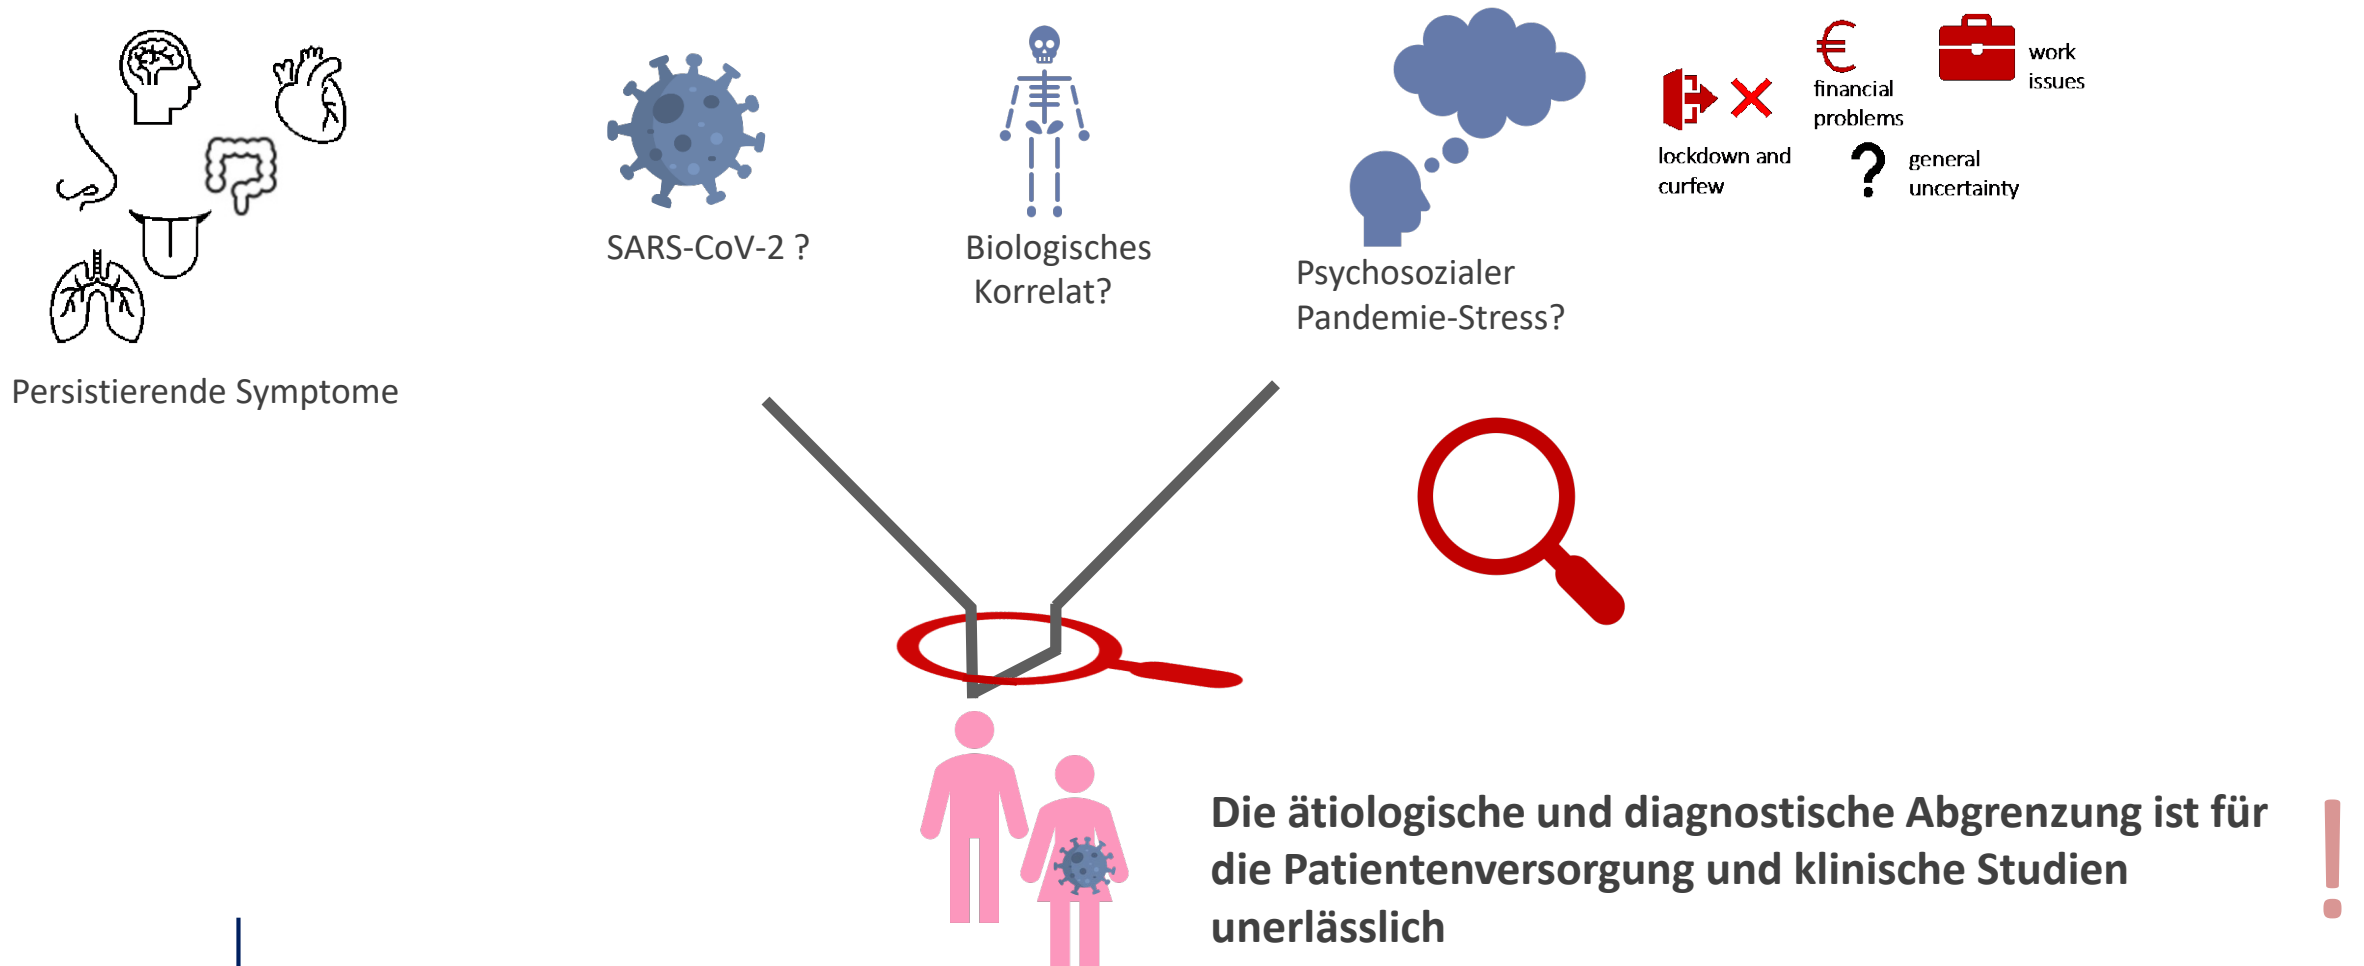 Persistierende Symptome
SARS-CoV-2 ?
Biologisches
Korrelat?
Psychosozialer
Pandemie-Stress?
lockdown and
curfew
€
financial
problems
work
issues
?
general
uncertainty
Die ätiologische und diagnostische Abgrenzung ist für
die Patientenversorgung und klinische Studien
unerlässlich
!